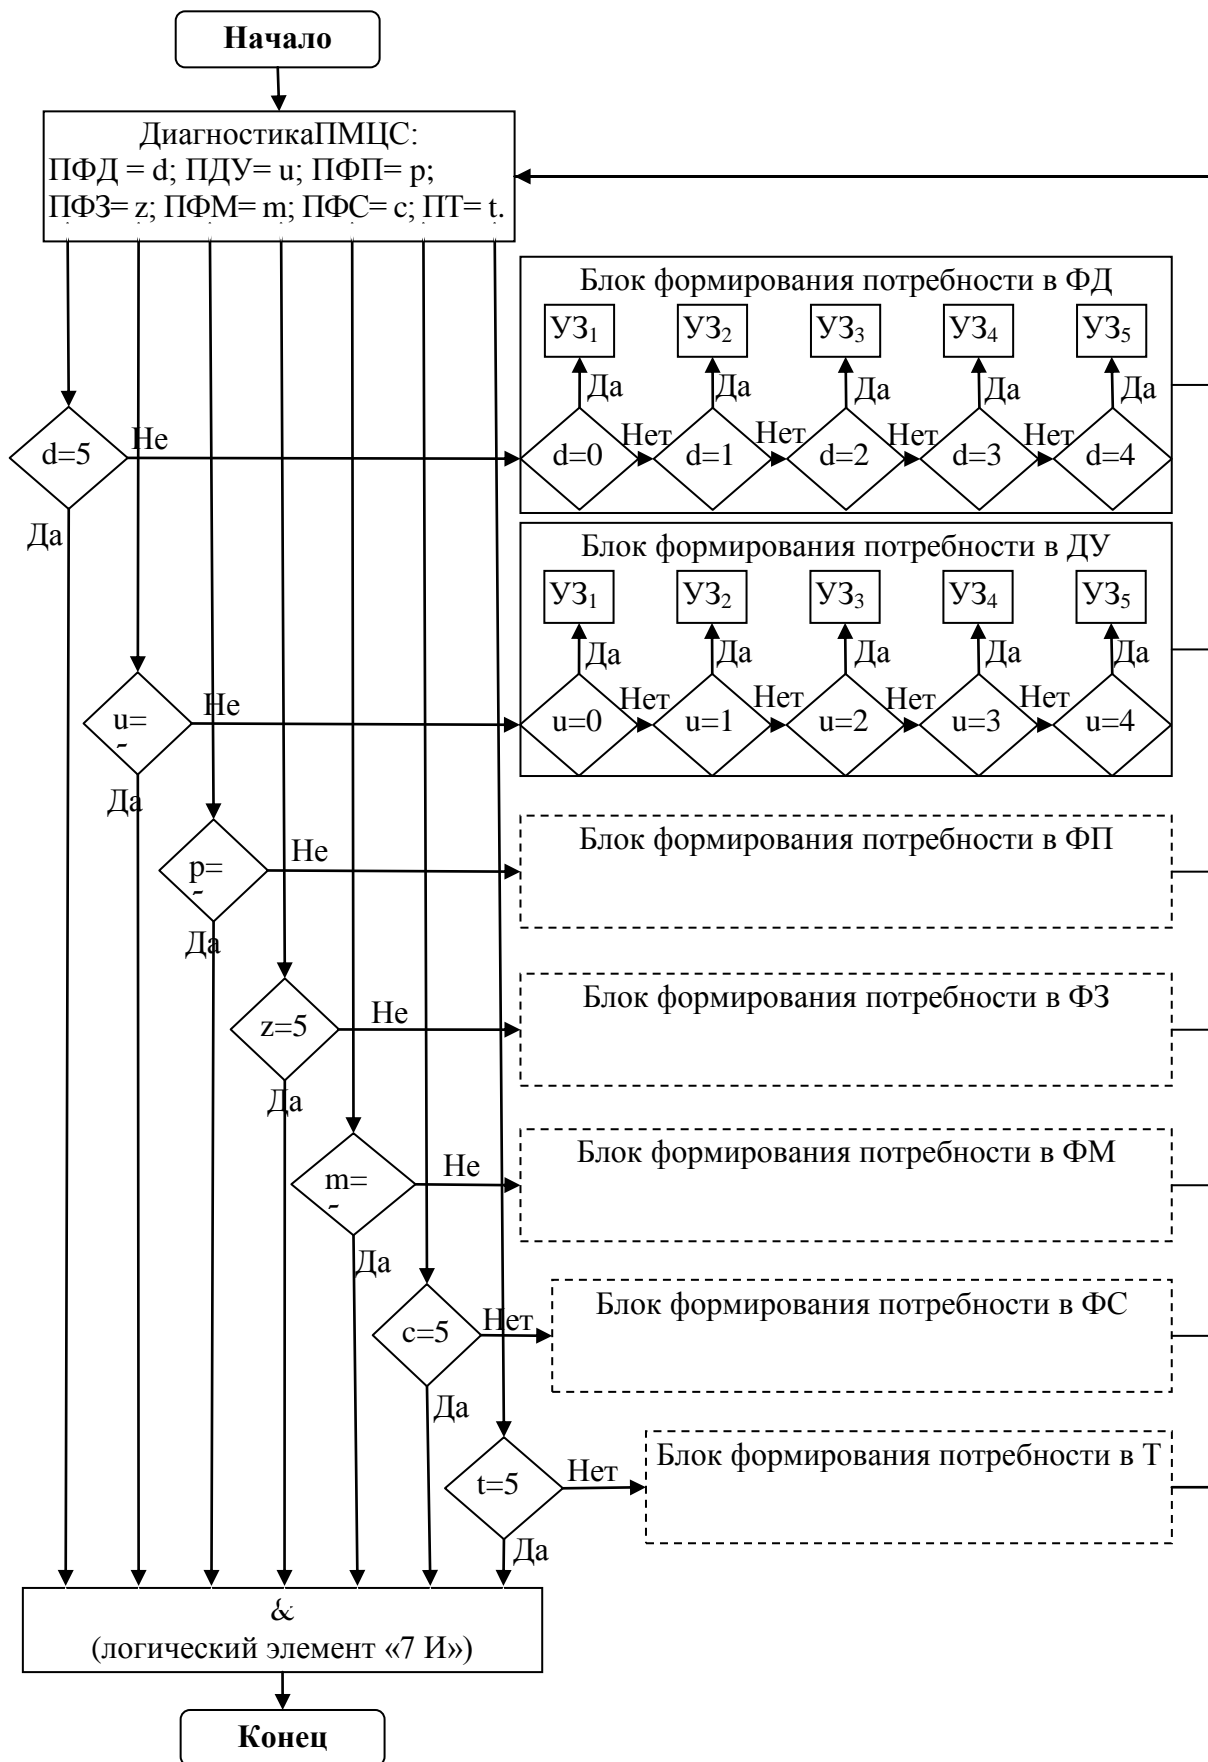 Начало
ДиагностикаПМЦС:
ПФД = d; ПДУ= u; ПФП= p;
ПФЗ= z; ПФМ= m; ПФС= c; ПТ= t.
Блок формирования потребности в ФД
УЗ1 УЗ2 УЗ3 УЗ4 УЗ5
Да Да Да Да Да
d=5 Не d=0 Нет d=1 Нет d=2 Нет d=3 Нет d=4
Да
Блок формирования потребности в ДУ
УЗ1 УЗ2 УЗ3 УЗ4 УЗ5
Да Да Да Да Да
u= Не u=0 Нет u=1 Нет u=2 Нет u=3 Нет u=4
Да
Блок формирования потребности в ФП
p= Не
Да
Блок формирования потребности в ФЗ
z=5 Не
Да
Блок формирования потребности в ФМ
m= Не
Да
Блок формирования потребности в ФС
c=5 Нет
Да
Блок формирования потребности в Т
t=5 Нет
Да
&
(логический элемент «7 И»)
Конец